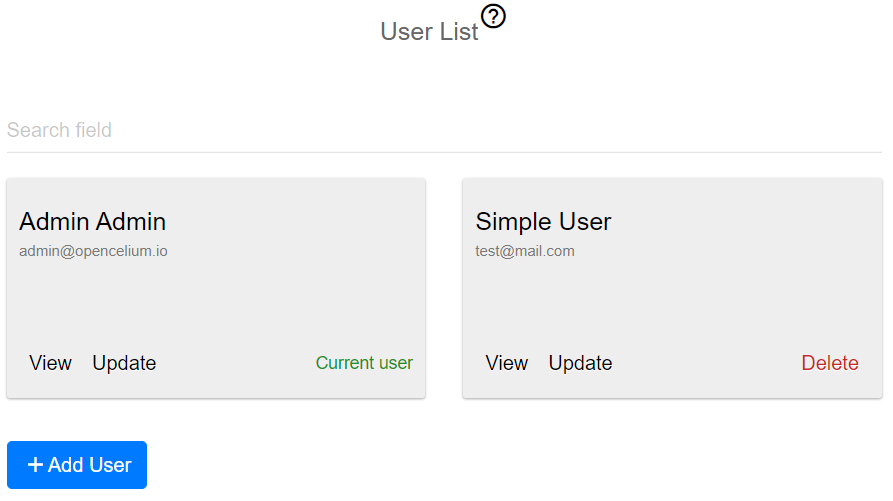 User List
Search field
Admin Admin
admin@opencelium.io
View Update Current user
Simple User
test@mail.com
View Update Delete
+ Add User